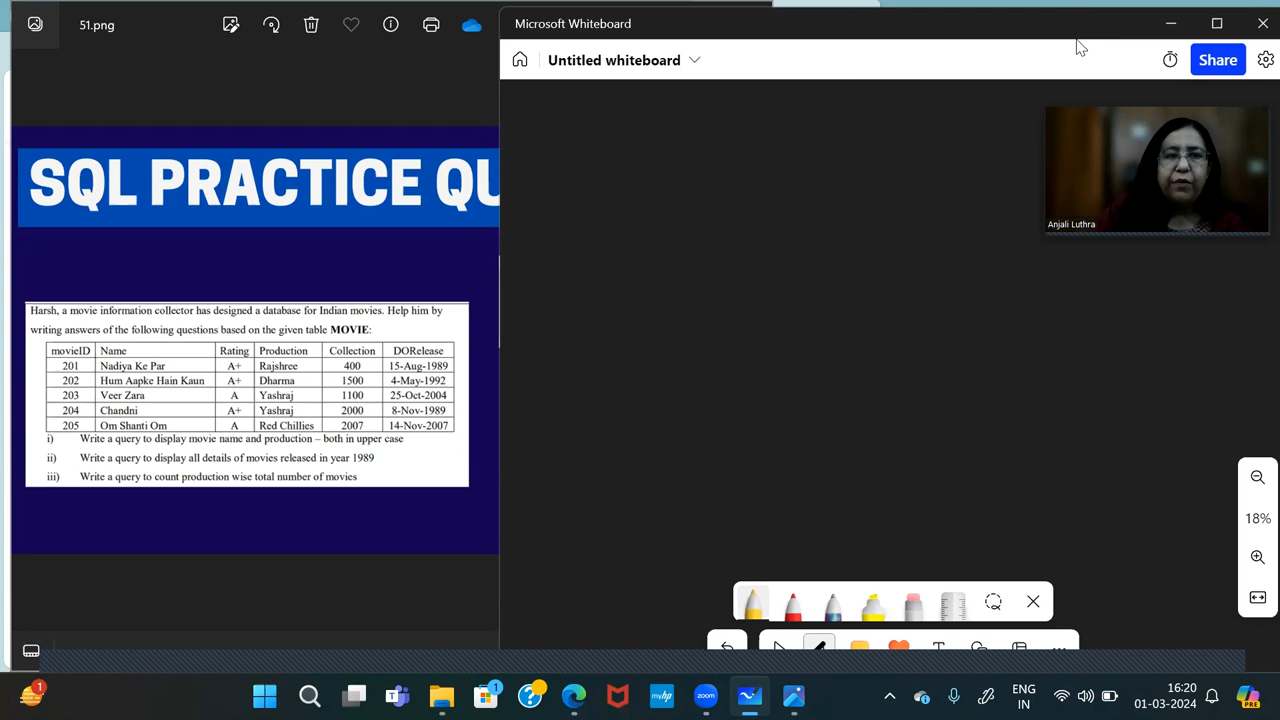 51.png
Microsoft Whiteboard
Untitled whiteboard
Share
Anjali Luthra
SQL PRACTICE QU
Harsh, a movie information collector has designed a database for Indian movies. Help him by
writing answers of the following questions based on the given table MOVIE:
movieID Name Rating Production Collection DORelease
201 Nadiya Ke Par A+ Rajshree 400 15-Aug-1989
202 Hum Aapke Hain Kaun A+ Dharma 1500 4-May-1992
203 Veer Zara A Yashraj 1100 25-Oct-2004
204 Chandni A+ Yashraj 2000 8-Nov-1989
205 Om Shanti Om A Red Chillies 2007 14-Nov-2007
i) Write a query to display movie name and production – both in upper case
ii) Write a query to display all details of movies released in year 1989
iii) Write a query to count production wise total number of movies
18%
1
1
myhp
zoom
ENG
IN
16:20
01-03-2024
PRE